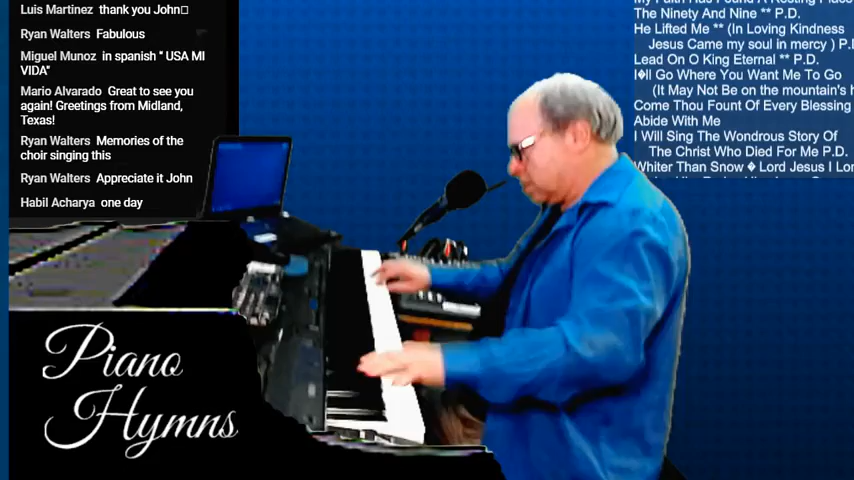 Luis Martinez thank you John□
Ryan Walters Fabulous
Miguel Munoz in spanish " USA MI
VIDA"
Mario Alvarado Great to see you
again! Greetings from Midland,
Texas!
Ryan Walters Memories of the
choir singing this
Ryan Walters Appreciate it John
Habil Acharya one day
Piano
Hymns
The Ninety And Nine ** P.D.
He Lifted Me ** (In Loving Kindness
Jesus Came my soul in mercy ) P.D
Lead On O King Eternal ** P.D.
I�ll Go Where You Want Me To Go
(It May Not Be on the mountain's h
Come Thou Fount Of Every Blessing
Abide With Me
I Will Sing The Wondrous Story Of
The Christ Who Died For Me P.D.
Whiter Than Snow � Lord Jesus I Lon